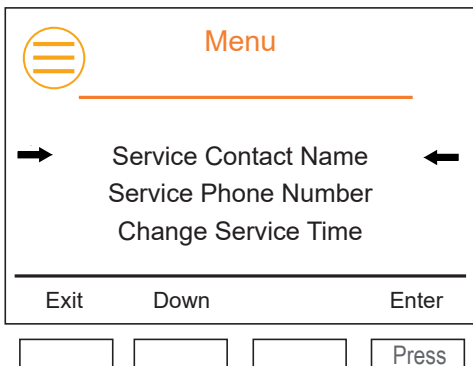 Menu
Service Contact Name
Service Phone Number
Change Service Time
Exit Down Enter
Press